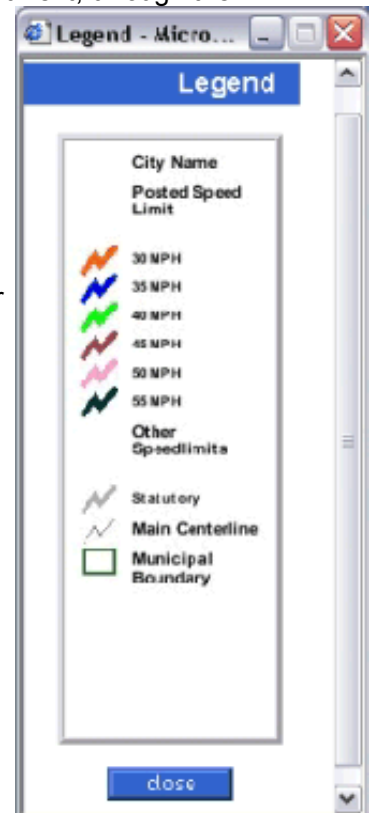 Legend - Micro...
Legend
City Name
Posted Speed
Limit
30 MPH
35 MPH
40 MPH
45 MPH
50 MPH
55 MPH
Other
Speedlimits
Statutory
Main Centerline
Municipal
Boundary
close